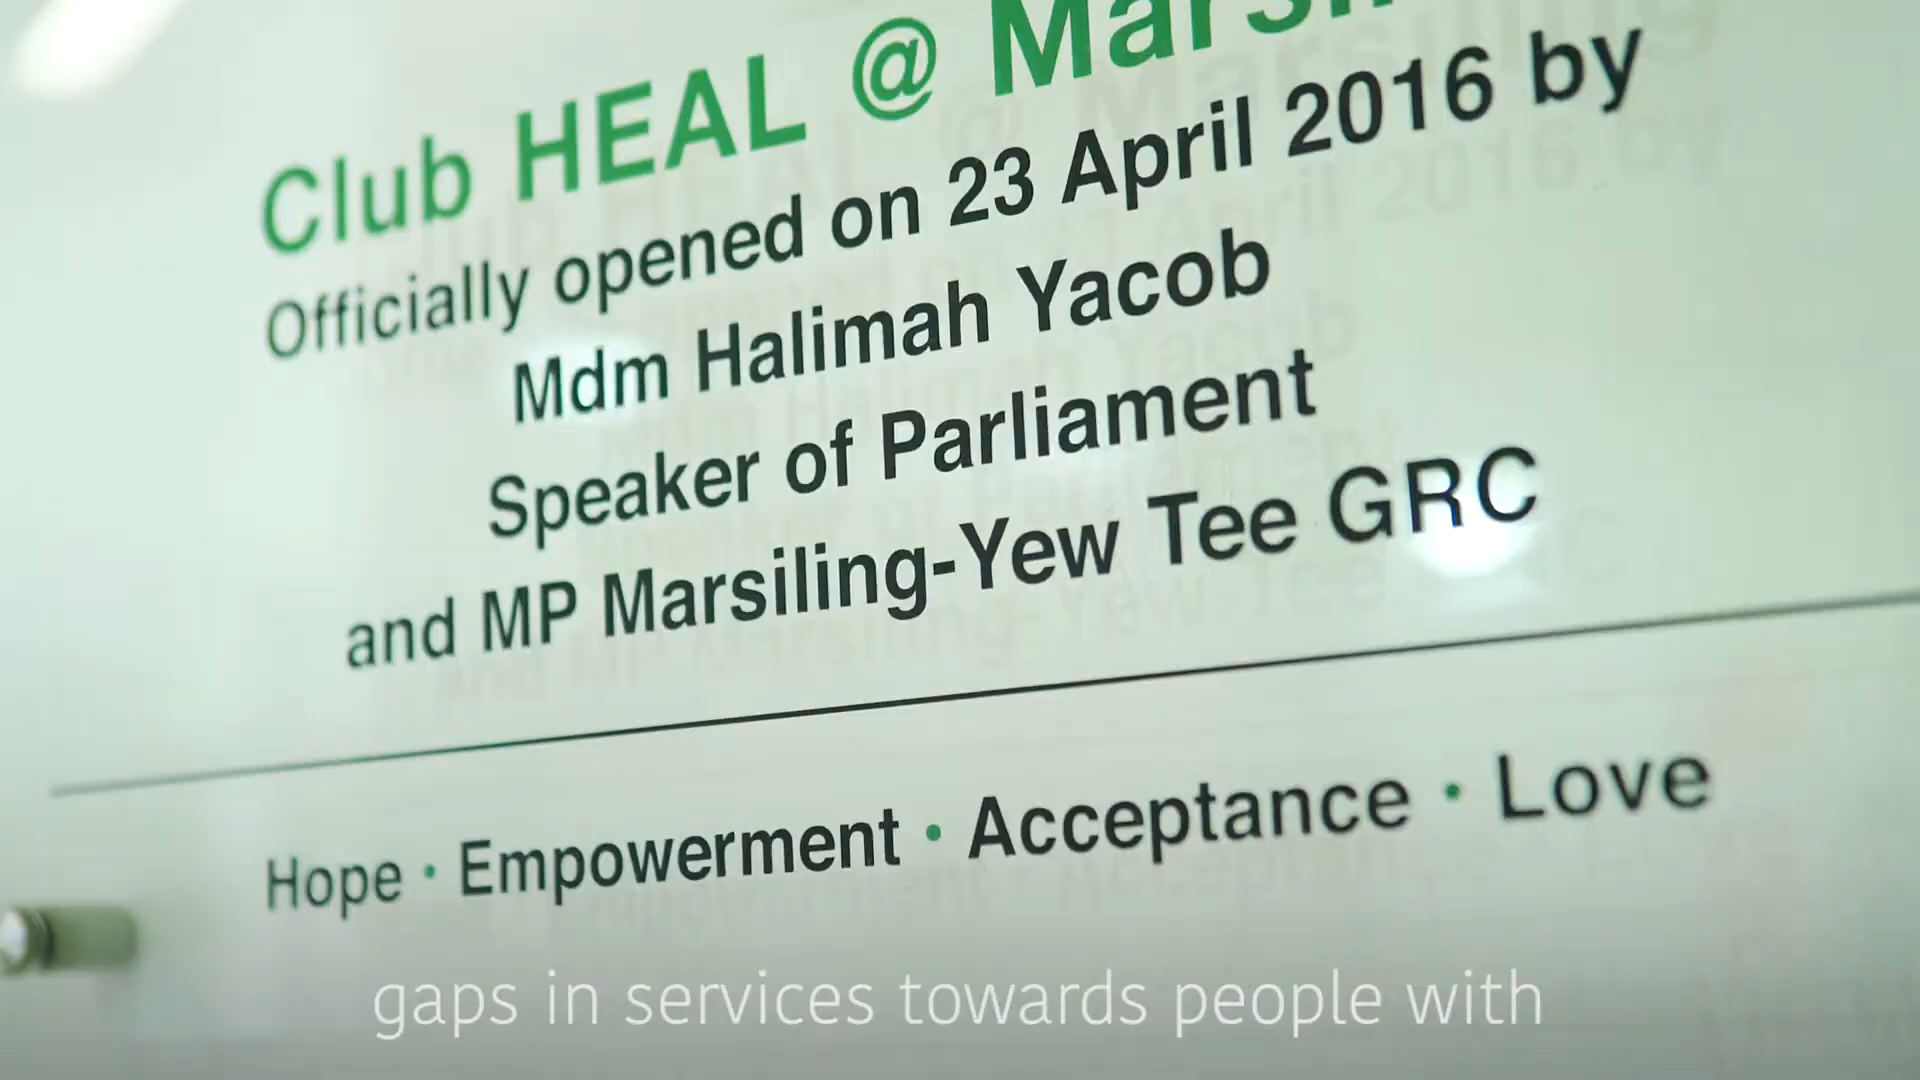 Club HEAL @ Marsil
Officially opened on 23 April 2016 by
Mdm Halimah Yacob
Speaker of Parliament
and MP Marsiling-Yew Tee GRC
Hope • Empowerment • Acceptance • Love
gaps in services towards people with